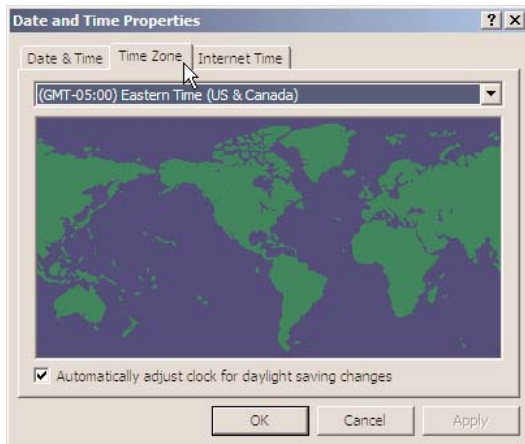 Date and Time Properties
Date & Time Time Zone Internet Time
(GMT-05:00) Eastern Time (US & Canada)
Automatically adjust clock for daylight saving changes
OK Cancel Apply